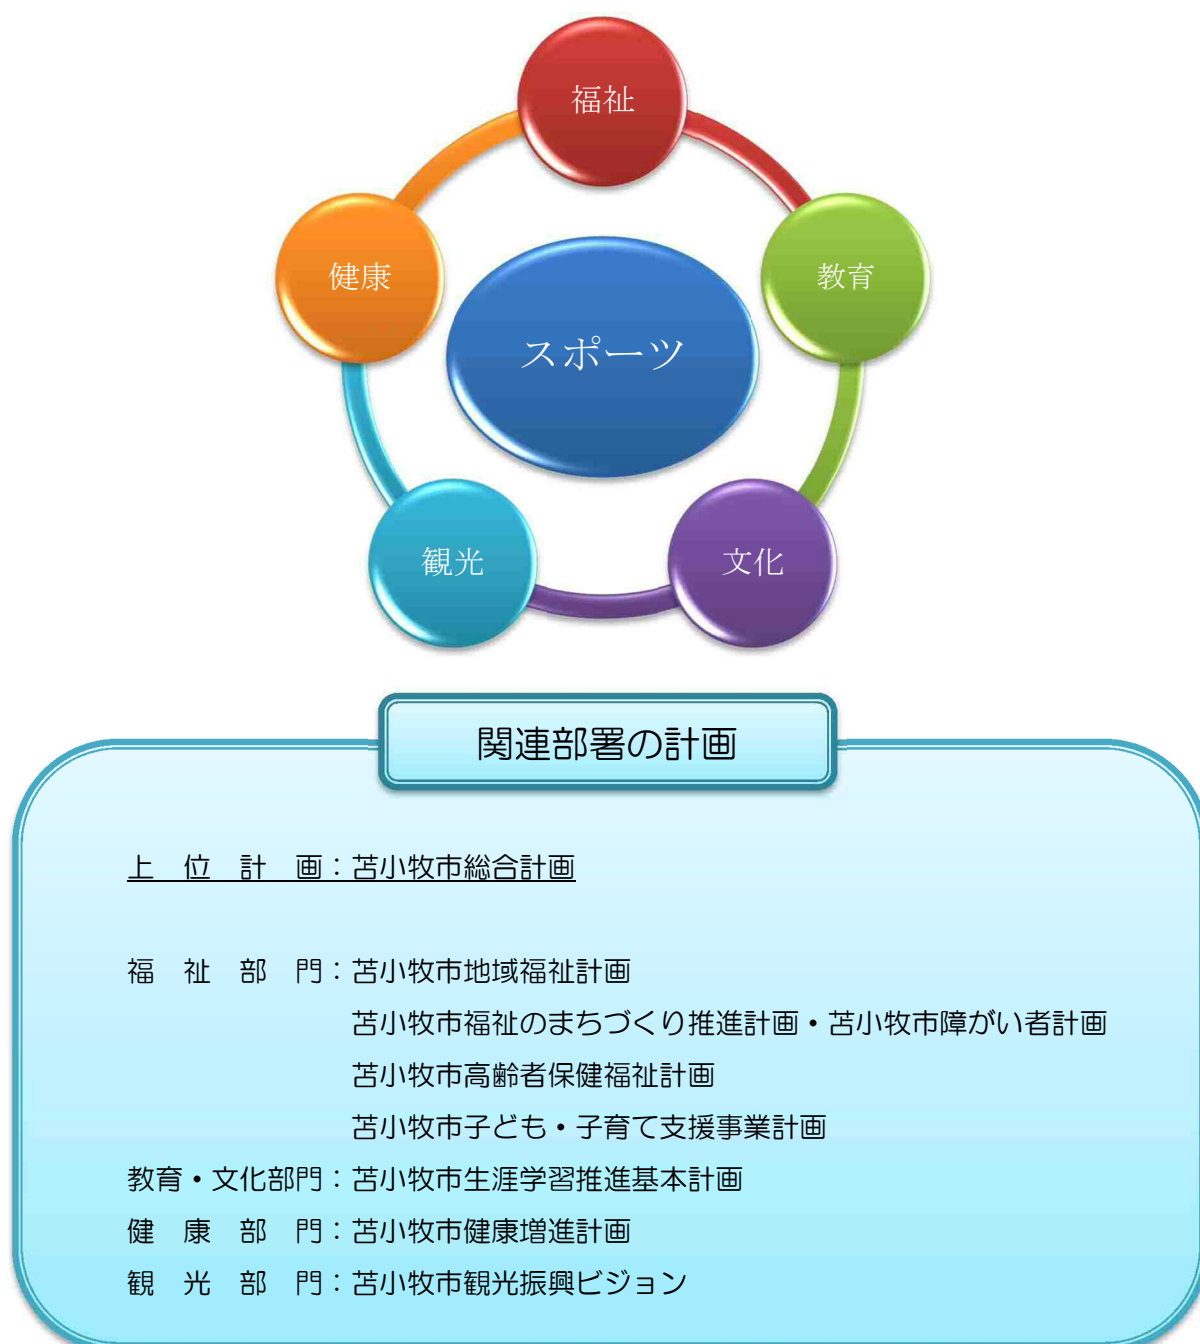 福祉
健康
教育
スポーツ
観光
文化
関連部署の計画
上　位　計　画：苫小牧市総合計画
福　祉　部　門：苫小牧市地域福祉計画
苫小牧市福祉のまちづくり推進計画・苫小牧市障がい者計画
苫小牧市高齢者保健福祉計画
苫小牧市子ども・子育て支援事業計画
教育・文化部門：苫小牧市生涯学習推進基本計画
健　康　部　門：苫小牧市健康増進計画
観　光　部　門：苫小牧市観光振興ビジョン